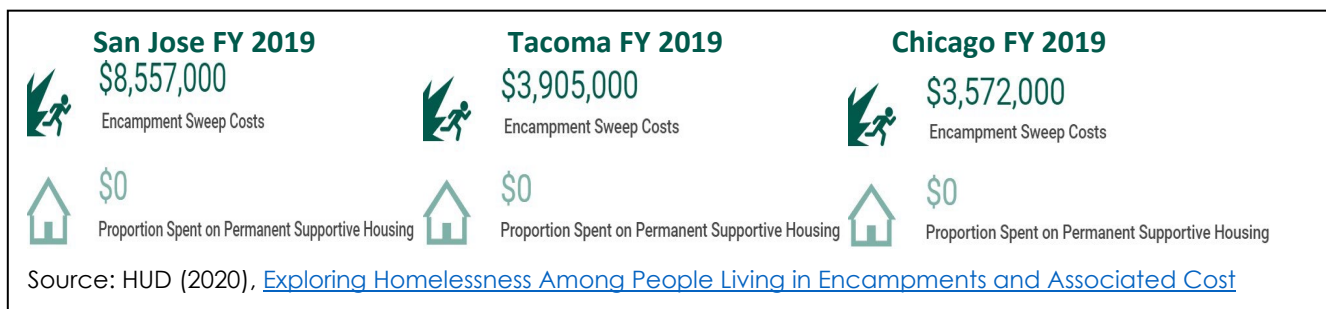 San Jose FY 2019
$8,557,000
Encampment Sweep Costs
$0
Proportion Spent on Permanent Supportive Housing
Tacoma FY 2019
$3,905,000
Encampment Sweep Costs
$0
Proportion Spent on Permanent Supportive Housing
Chicago FY 2019
$3,572,000
Encampment Sweep Costs
$0
Proportion Spent on Permanent Supportive Housing
Source: HUD (2020), Exploring Homelessness Among People Living in Encampments and Associated Cost